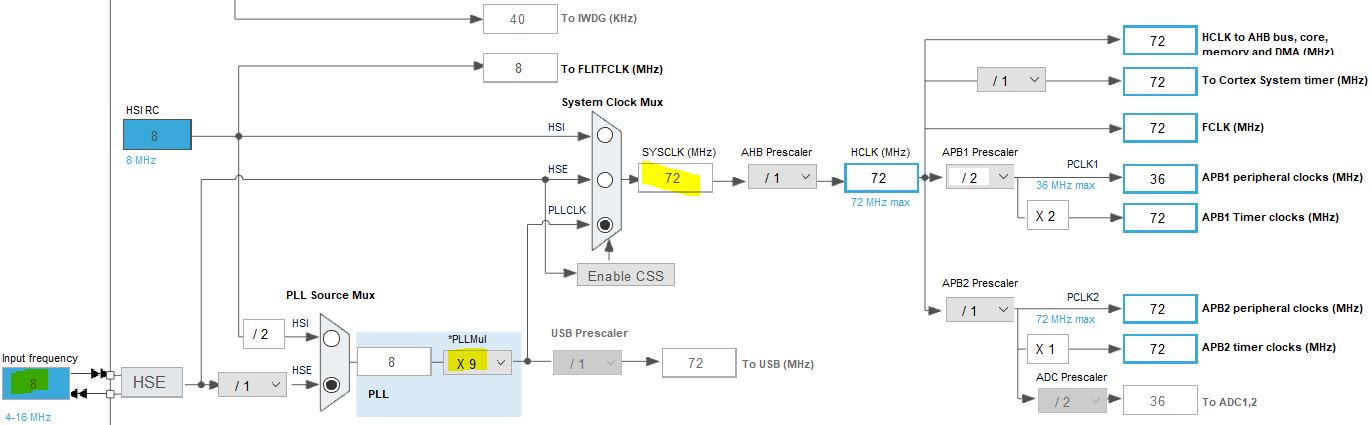 40
To IWDG (KHz)
8
To FLITFCLK (MHz)
HSI RC
8
8 MHz
System Clock Mux
HSI
HSE
PLLCLK
Enable CSS
SYSCLK (MHz)
72
AHB Prescaler
/ 1
HCLK (MHz)
72
72 MHz max
72
HCLK to AHB bus, core,
memory and DMA (MHz)
/ 1
72
To Cortex System timer (MHz)
72
FCLK (MHz)
APB1 Prescaler
/ 2
PCLK1
36 MHz max
36
APB1 peripheral clocks (MHz)
X 2
72
APB1 Timer clocks (MHz)
APB2 Prescaler
/ 1
PCLK2
72 MHz max
72
APB2 peripheral clocks (MHz)
X 1
72
APB2 timer clocks (MHz)
ADC Prescaler
/ 2
36
To ADC1,2
PLL Source Mux
/ 2
HSI
HSE
/ 1
Input frequency
8
4-16 MHz
HSE
8
*PLLMul
X 9
PLL
USB Prescaler
/ 1
72
To USB (MHz)